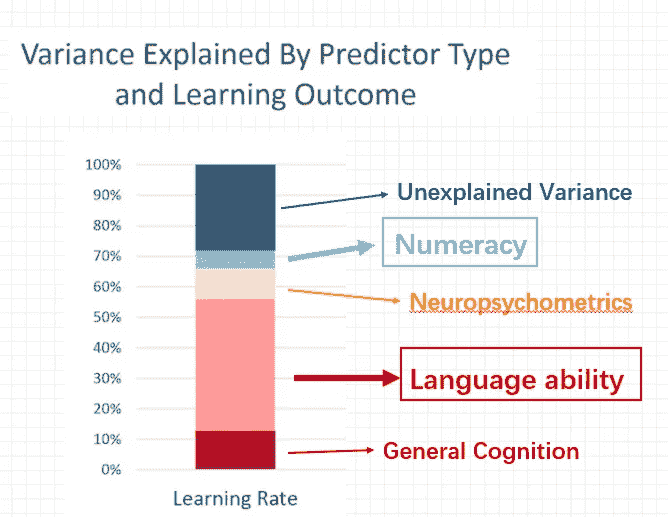 Variance Explained By Predictor Type
and Learning Outcome
100%
90%
80%
70%
60%
50%
40%
30%
20%
10%
0%
Unexplained Variance
Numeracy
Neuropsychometrics
Language ability
General Cognition
Learning Rate